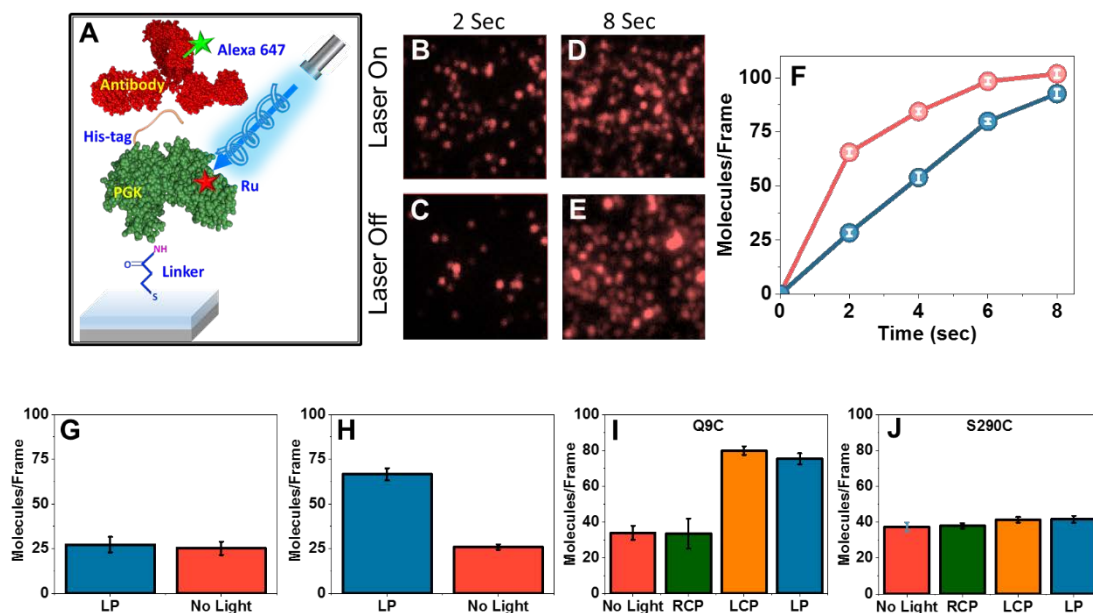 A
Alexa 647
Antibody
His-tag
PGK
Ru
NH
O
Linker
S
2 Sec
8 Sec
Laser On
Laser Off
B
D
C
E
F
Molecules/Frame
100
75
50
25
0
2
4
6
8
Time (sec)
G
Molecules/Frame
100
75
50
25
0
LP
No Light
H
Molecules/Frame
100
75
50
25
0
LP
No Light
I
Q9C
Molecules/Frame
100
80
60
40
20
0
No Light
RCP
LCP
LP
J
S290C
Molecules/Frame
100
80
60
40
20
0
No Light
RCP
LCP
LP